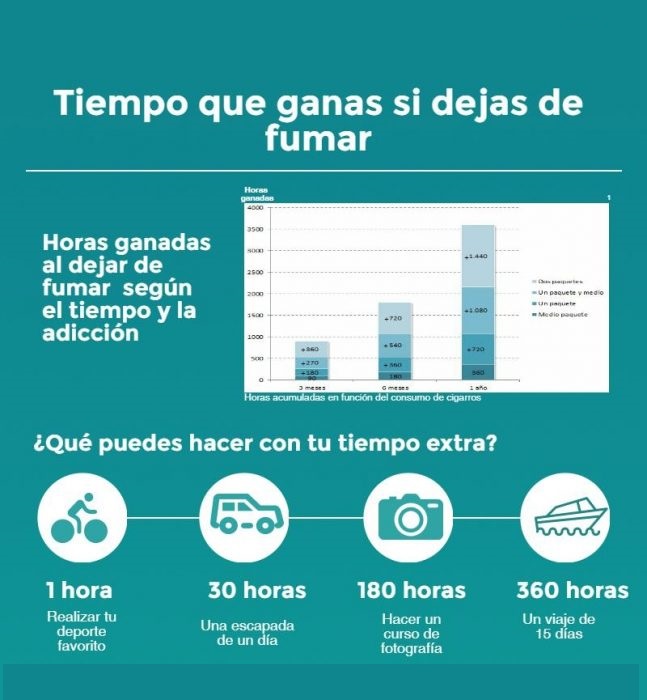 Tiempo que ganas si dejas de
fumar
Horas ganadas
al dejar de
fumar según
el tiempo y la
adicción
Horas
ganadas
1
4000
3500
3000
2500
2000
1500
1000
500
0
+360
+270
+180
90
+720
+540
+360
180
+1.440
+1.080
+720
360
3 meses
6 meses
1 año
Dos paquetes
Un paquete y medio
Un paquete
Medio paquete
Horas acumuladas en función del consumo de cigarros
¿Qué puedes hacer con tu tiempo extra?
1 hora
Realizar tu
deporte
favorito
30 horas
Una escapada
de un día
180 horas
Hacer un
curso de
fotografía
360 horas
Un viaje de
15 días